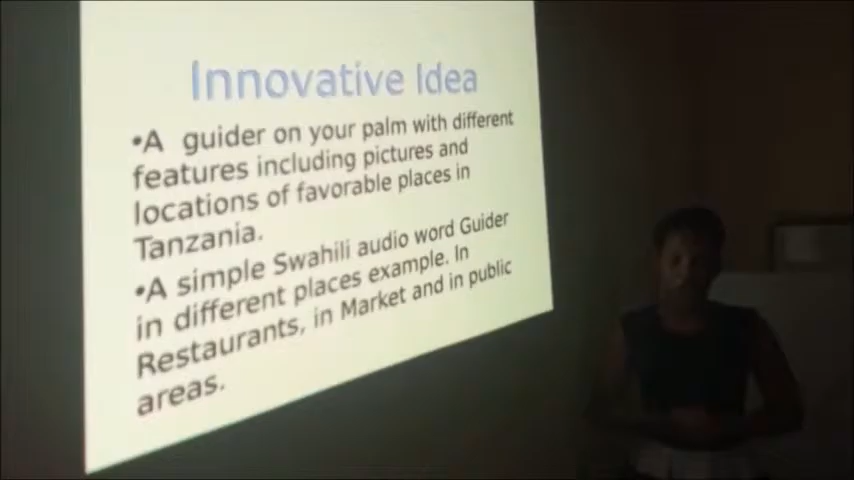 Innovative Idea
•A guider on your palm with different
features including pictures and
locations of favorable places in
Tanzania.
•A simple Swahili audio word Guider
in different places example. In
Restaurants, in Market and in public
areas.